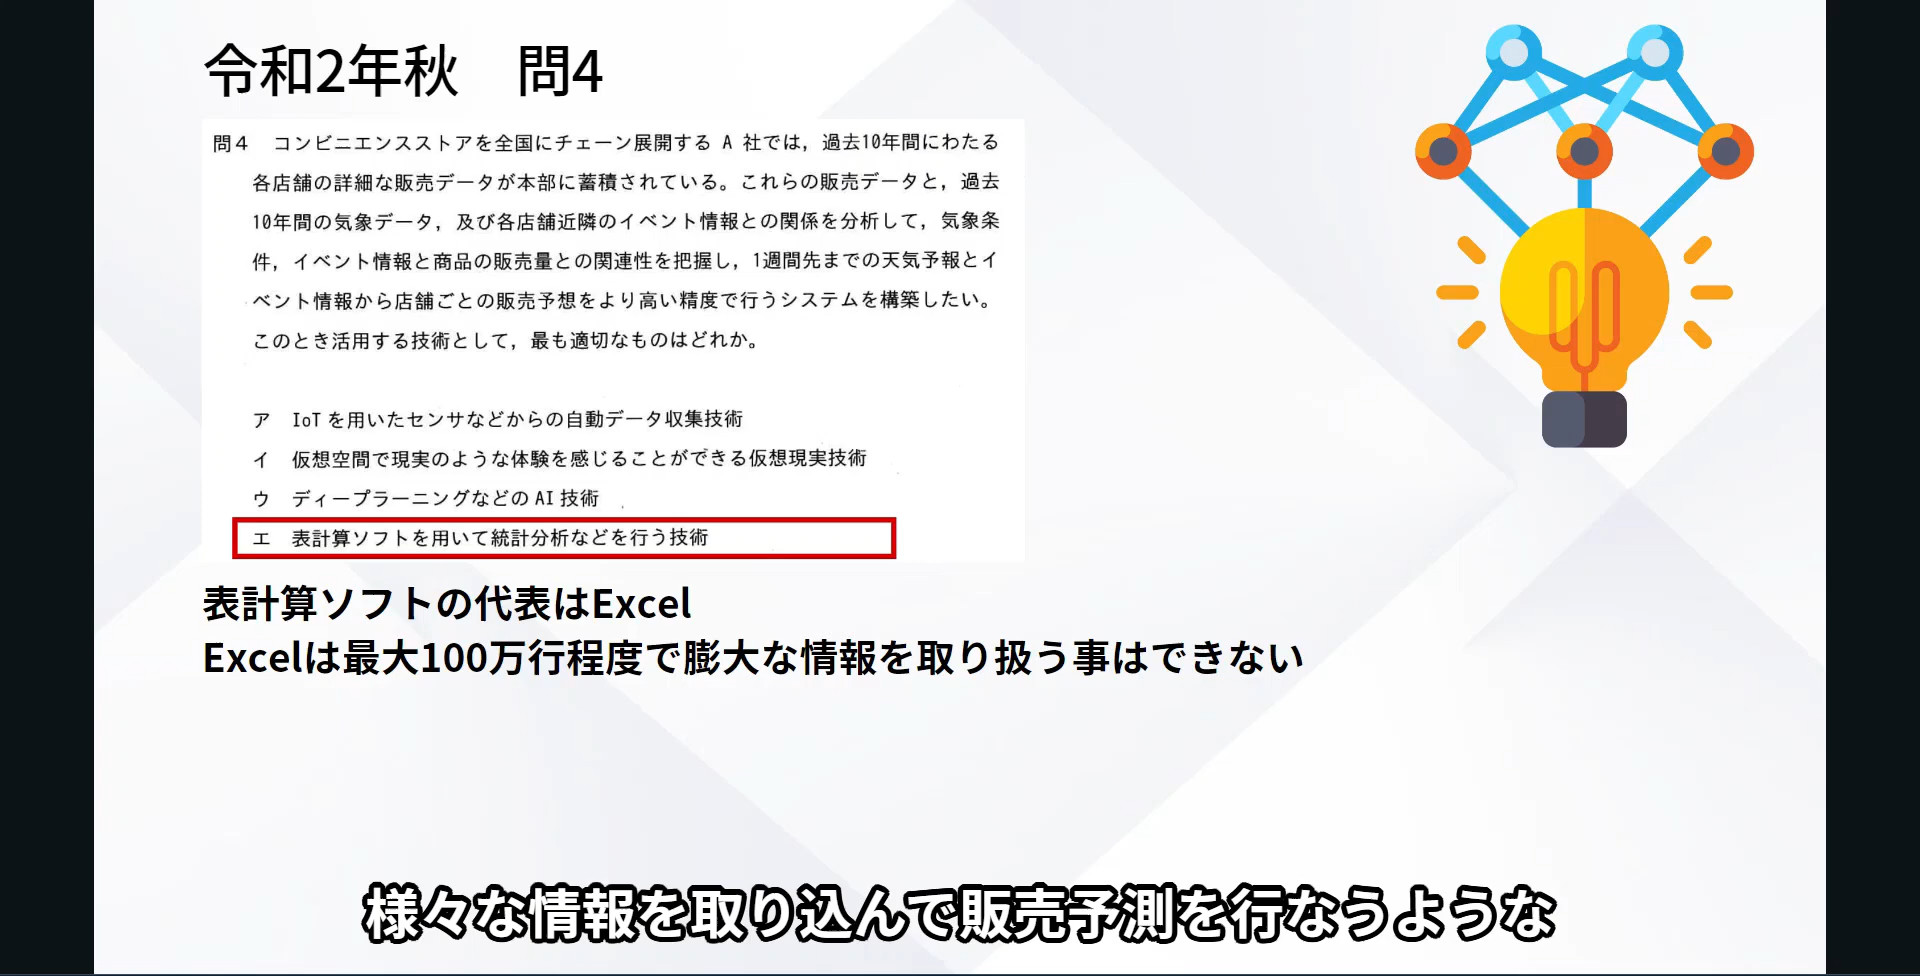 令和2年秋　問4
問４　コンビニエンスストアを全国にチェーン展開する A 社では，過去10年間にわたる
各店舗の詳細な販売データが本部に蓄積されている。これらの販売データと，過去
10年間の気象データ，及び各店舗近隣のイベント情報との関係を分析して，気象条
件，イベント情報と商品の販売量との関連性を把握し，1週間先までの天気予報とイ
ベント情報から店舗ごとの販売予想をより高い精度で行うシステムを構築したい。
このとき活用する技術として，最も適切なものはどれか。
ア　IoT を用いたセンサなどからの自動データ収集技術
イ　仮想空間で現実のような体験を感じることができる仮想現実技術
ウ　ディープラーニングなどの AI 技術
エ　表計算ソフトを用いて統計分析などを行う技術
表計算ソフトの代表はExcel
Excelは最大100万行程度で膨大な情報を取り扱う事はできない
様々な情報を取り込んで販売予測を行なうような